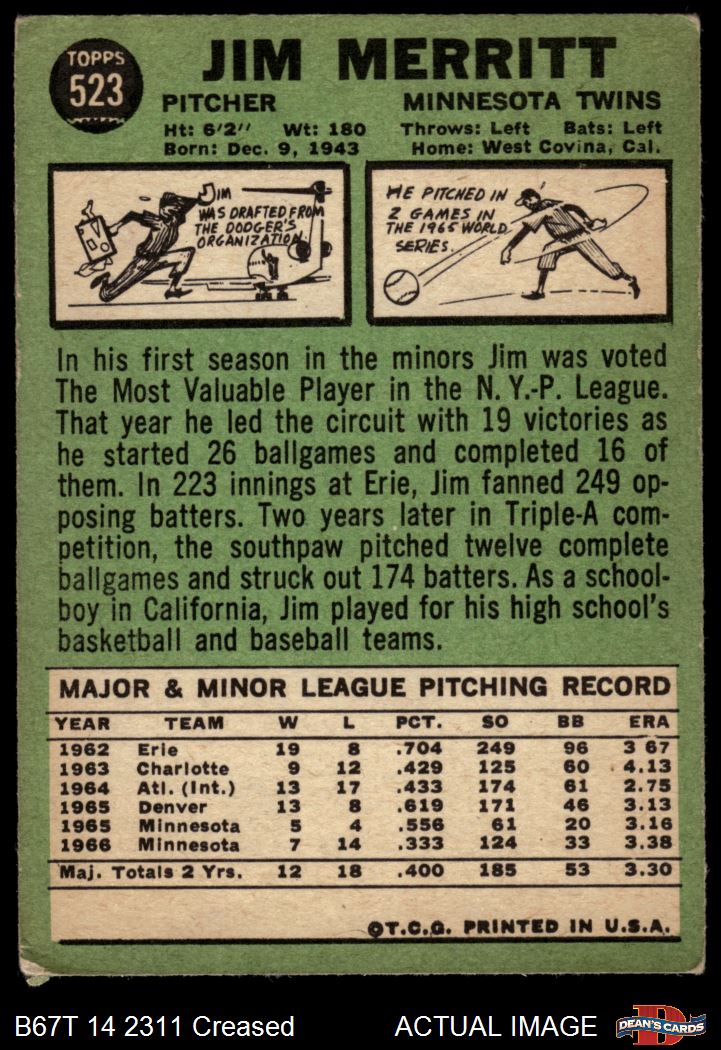 TOPPS
523
JIM MERRITT
PITCHER MINNESOTA TWINS
Ht: 6'2" Wt: 180 Throws: Left Bats: Left
Born: Dec. 9, 1943 Home: West Covina, Cal.
JIM
WAS DRAFTED FROM
THE DODGER'S
ORGANIZATION.
HE PITCHED IN
2 GAMES IN
THE 1965 WORLD
SERIES.
In his first season in the minors Jim was voted
The Most Valuable Player in the N. Y.-P. League.
That year he led the circuit with 19 victories as
he started 26 ballgames and completed 16 of
them. In 223 innings at Erie, Jim fanned 249 op-
posing batters. Two years later in Triple-A com-
petition, the southpaw pitched twelve complete
ballgames and struck out 174 batters. As a school-
boy in California, Jim played for his high school's
basketball and baseball teams.
MAJOR & MINOR LEAGUE PITCHING RECORD
YEAR TEAM W L PCT. SO BB ERA
1962 Erie 19 8 .704 249 96 3 67
1963 Charlotte 9 12 .429 125 60 4.13
1964 Atl. (Int.) 13 17 .433 174 61 2.75
1965 Denver 13 8 .619 171 46 3.13
1965 Minnesota 5 4 .556 61 20 3.16
1966 Minnesota 7 14 .333 124 33 3.38
Maj. Totals 2 Yrs. 12 18 .400 185 53 3.30
©T.C.G. PRINTED IN U.S.A.
B67T 14 2311 Creased ACTUAL IMAGE DEAN'S CARDS